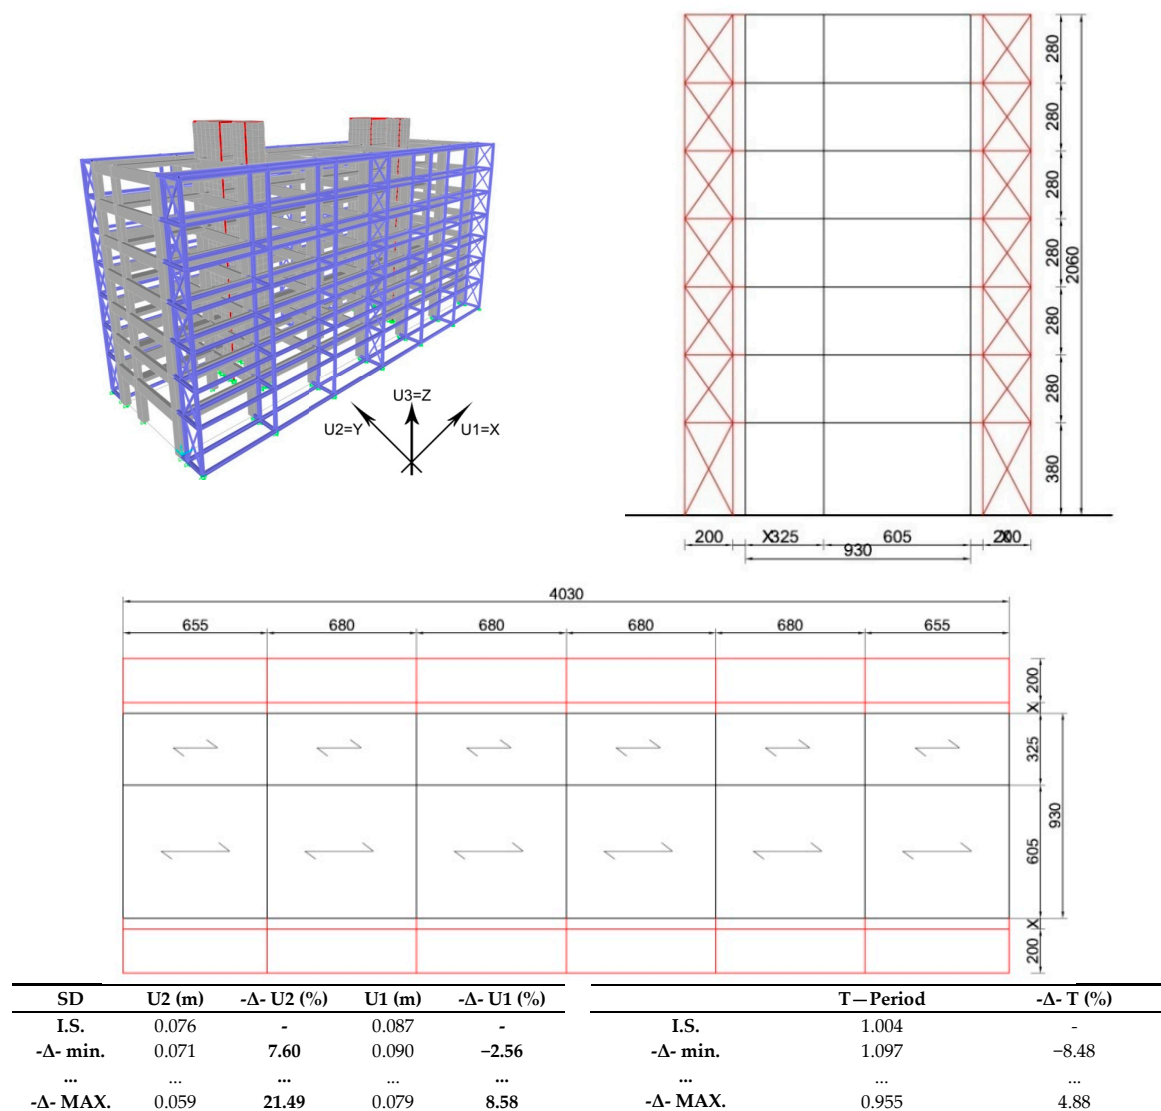 U3=Z
U2=Y
U1=X
280
280
280
280
280
280
380
2060
200
X
325
605
X
200
930
4030
655
680
680
680
680
655
200
X
325
605
930
X
200
SD U2 (m) -Δ- U2 (%) U1 (m) -Δ- U1 (%)
I.S. 0.076 - 0.087 -
-Δ- min. 0.071 7.60 0.090 −2.56
... ... ... ... ...
-Δ- MAX. 0.059 21.49 0.079 8.58
T—Period -Δ- T (%)
I.S. 1.004 -
-Δ- min. 1.097 −8.48
... ... ...
-Δ- MAX. 0.955 4.88